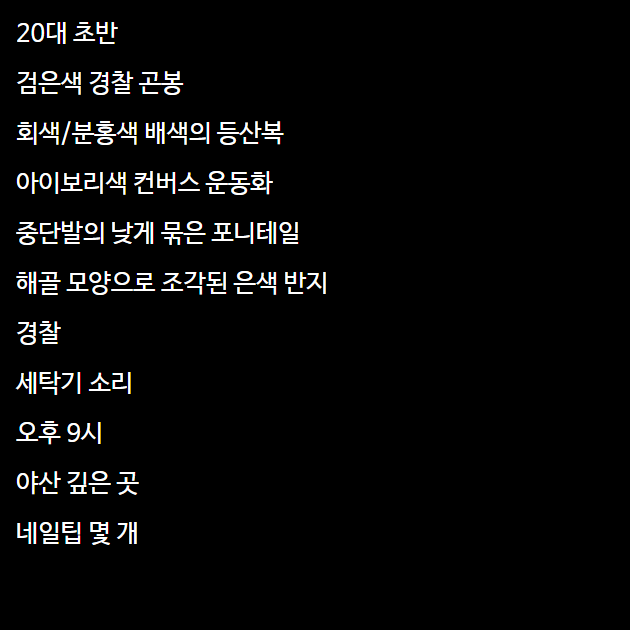 20대 초반
검은색 경찰 곤봉
회색/분홍색 배색의 등산복
아이보리색 컨버스 운동화
중단발의 낮게 묶은 포니테일
해골 모양으로 조각된 은색 반지
경찰
세탁기 소리
오후 9시
야산 깊은 곳
네일팁 몇 개